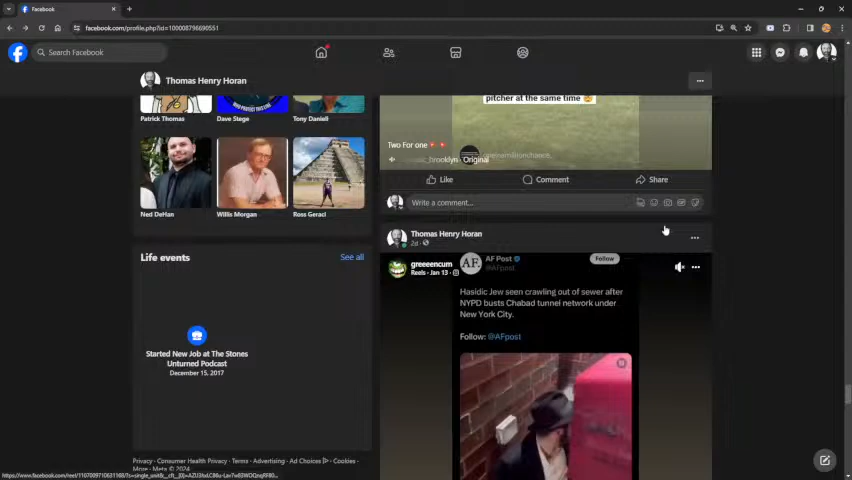 Facebook
facebook.com/profile.php?id=100008796690551
Search Facebook
Thomas Henry Horan
Patrick Thomas
Dave Stege
Tony Daniell
Ned DeHan
Willis Morgan
Ross Geraci
Life events
See all
Started New Job at The Stones
Unturned Podcast
December 15, 2017
Privacy · Consumer Health Privacy · Terms · Advertising · Ad Choices · Cookies ·
More · Meta © 2024
pitcher at the same time
Two For one
_brooklyn · Original
Like
Comment
Share
Write a comment...
Thomas Henry Horan
2d ·
greeeencum
Reels · Jan 13 ·
AF.
AF Post
@AFpost
Follow
Hasidic Jew seen crawling out of sewer after
NYPD busts Chabad tunnel network under
New York City.
Follow: @AFpost